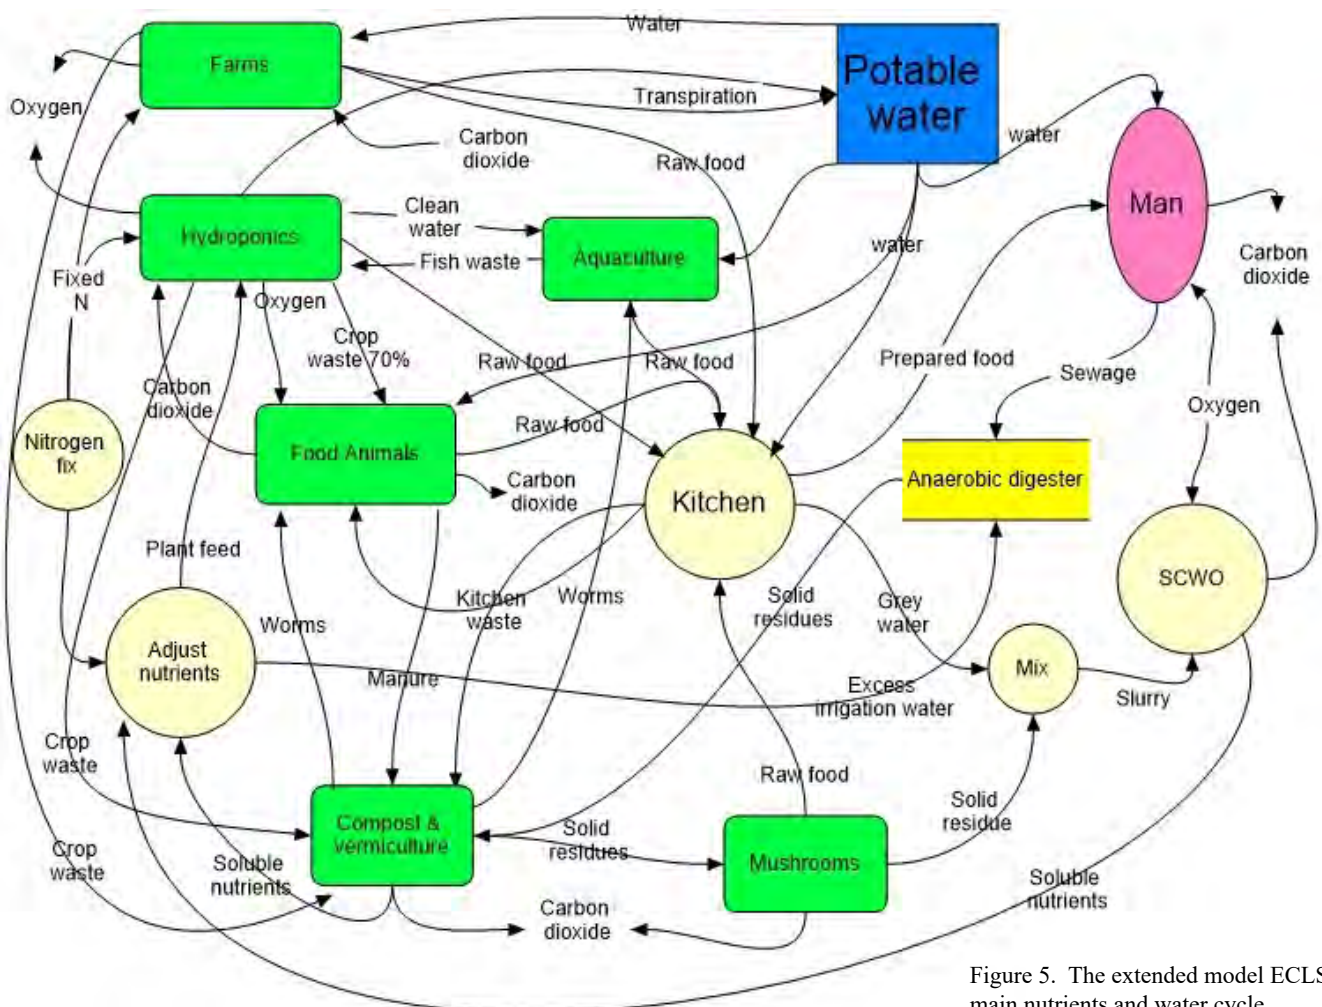 Water
Farms
Potable
water
Oxygen
Transpiration
Carbon
dioxide
Raw food
water
Man
Clean
water
Hydroponics
Aquaculture
Fish waste
water
Carbon
dioxide
Fixed
N
Oxygen
Crop
waste 70%
Raw food
Raw food
Prepared food
Sewage
Carbon
dioxide
Oxygen
Raw food
Nitrogen
fix
Food Animals
Carbon
dioxide
Kitchen
Anaerobic digester
Plant feed
SCWO
Kitchen
waste
Worms
Solid
residues
Grey
water
Worms
Adjust
nutrients
Manure
Excess
irrigation water
Mix
Slurry
Crop
waste
Raw food
Solid
residue
Compost &
vermiculture
Solid
residues
Mushrooms
Crop
waste
Soluble
nutrients
Soluble
nutrients
Carbon
dioxide
Figure 5.  The extended model ECLS
main nutrients and water cycle